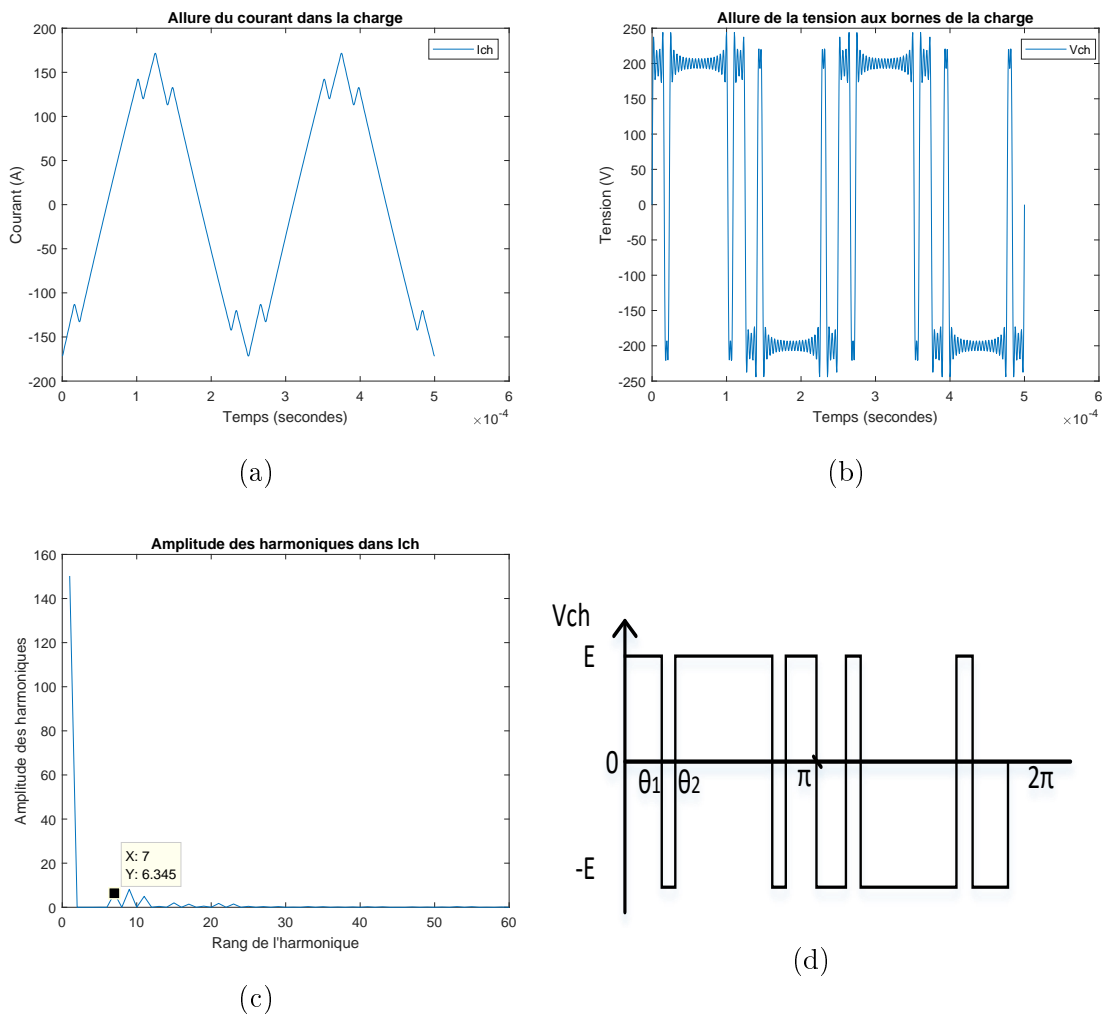 Allure du courant dans la charge
200
150
100
50
0
-50
-100
-150
-200
Courant (A)
Ich
0 1 2 3 4 5 6
Temps (secondes)
×10⁻⁴
(a)
Allure de la tension aux bornes de la charge
250
200
150
100
50
0
-50
-100
-150
-200
-250
Tension (V)
Vch
0 1 2 3 4 5 6
Temps (secondes)
×10⁻⁴
(b)
Amplitude des harmoniques dans Ich
160
140
120
100
80
60
40
20
0
Amplitude des harmoniques
X: 7
Y: 6.345
0 10 20 30 40 50 60
Rang de l'harmonique
(c)
Vch
E
0
θ1 θ2 π 2π
-E
(d)